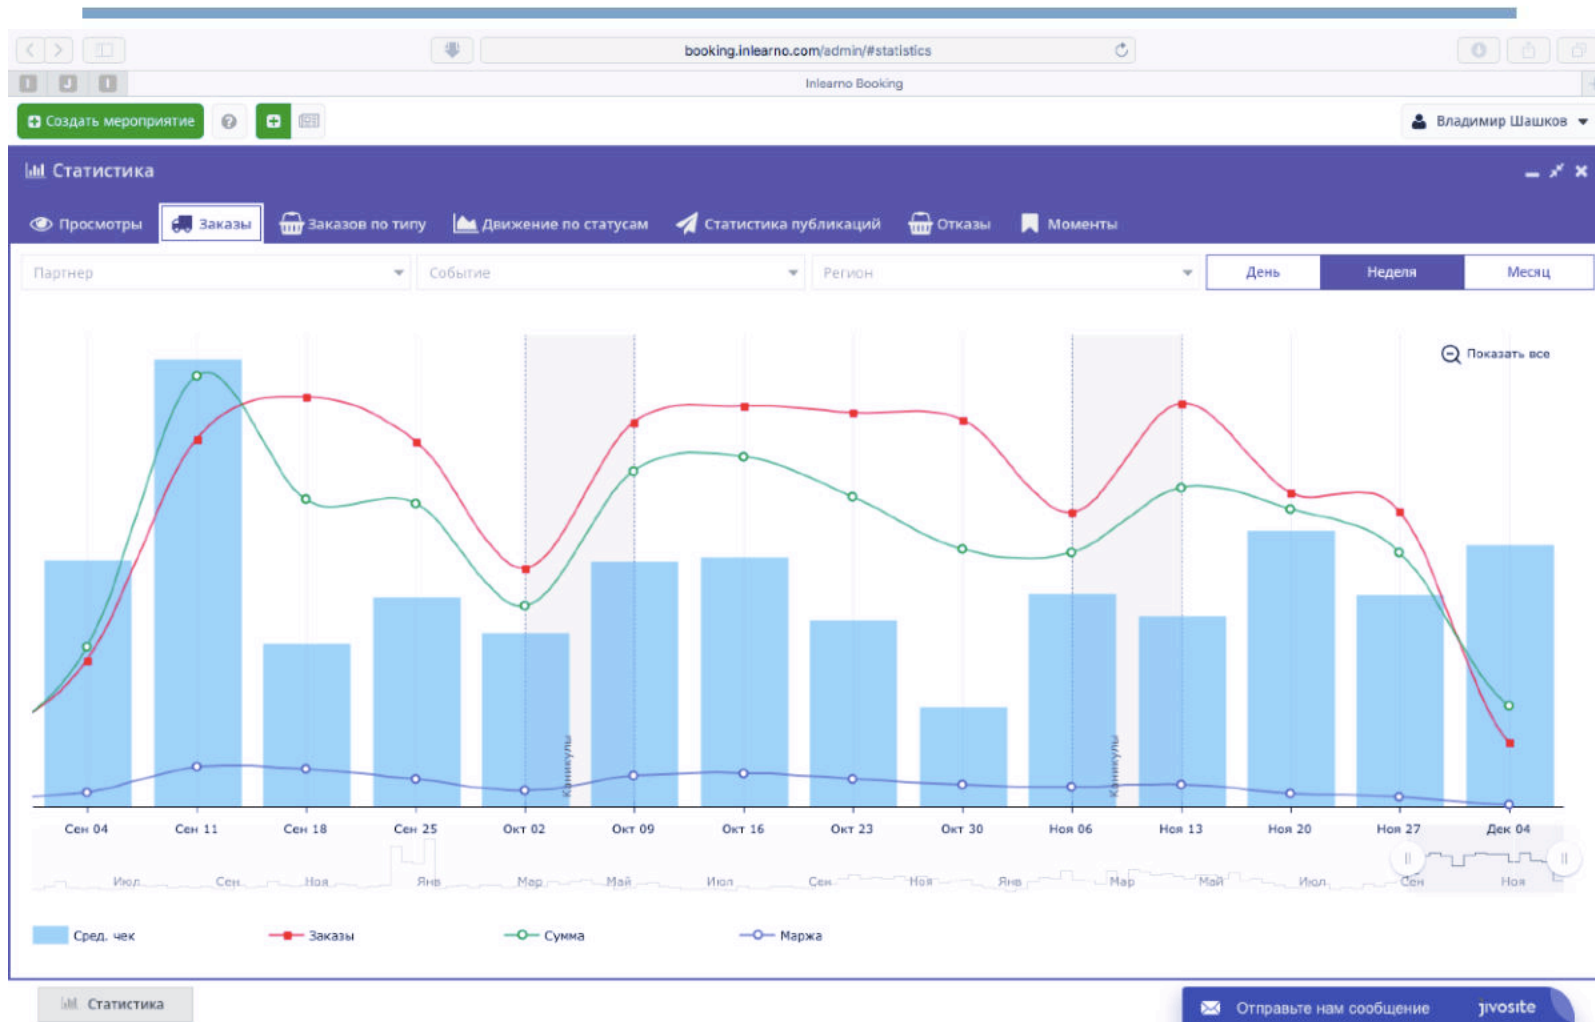 booking.inlearno.com/admin/#statistics
I J I Inlearno Booking
Создать мероприятие Владимир Шашков
Статистика
Просмотры Заказы Заказов по типу Движение по статусам Статистика публикаций Отказы Моменты
Партнер Событие Регион День Неделя Месяц
Показать все
Каникулы Каникулы
Сен 04 Сен 11 Сен 18 Сен 25 Окт 02 Окт 09 Окт 16 Окт 23 Окт 30 Ноя 06 Ноя 13 Ноя 20 Ноя 27 Дек 04
Июл Сен Ноя Янв Мар Май Июл Сен Ноя Янв Мар Май Июл Сен Ноя
Сред. чек Заказы Сумма Маржа
Статистика Отправьте нам сообщение jivosite